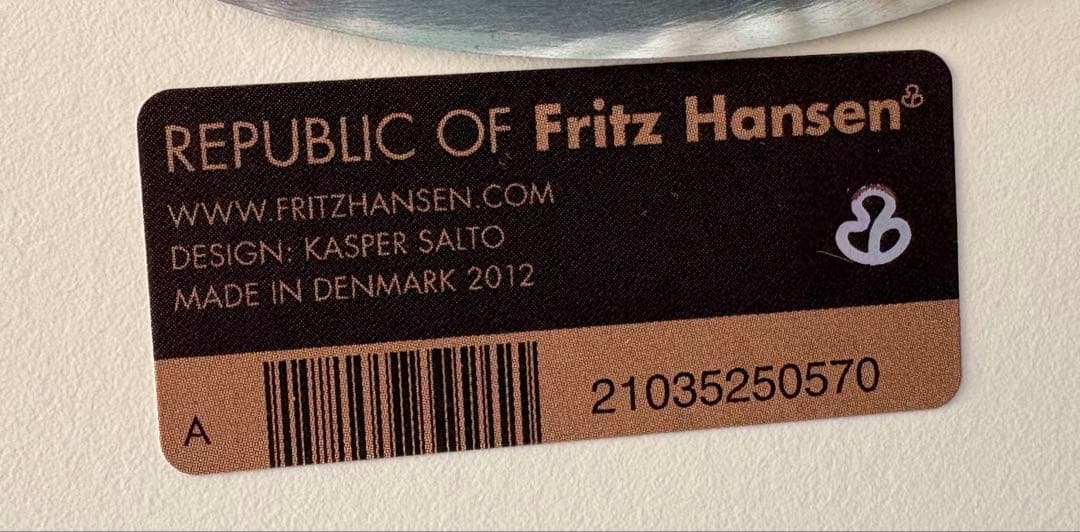 REPUBLIC OF Fritz Hansen
WWW.FRITZHANSEN.COM
DESIGN: KASPER SALTO
MADE IN DENMARK 2012
A 21035250570